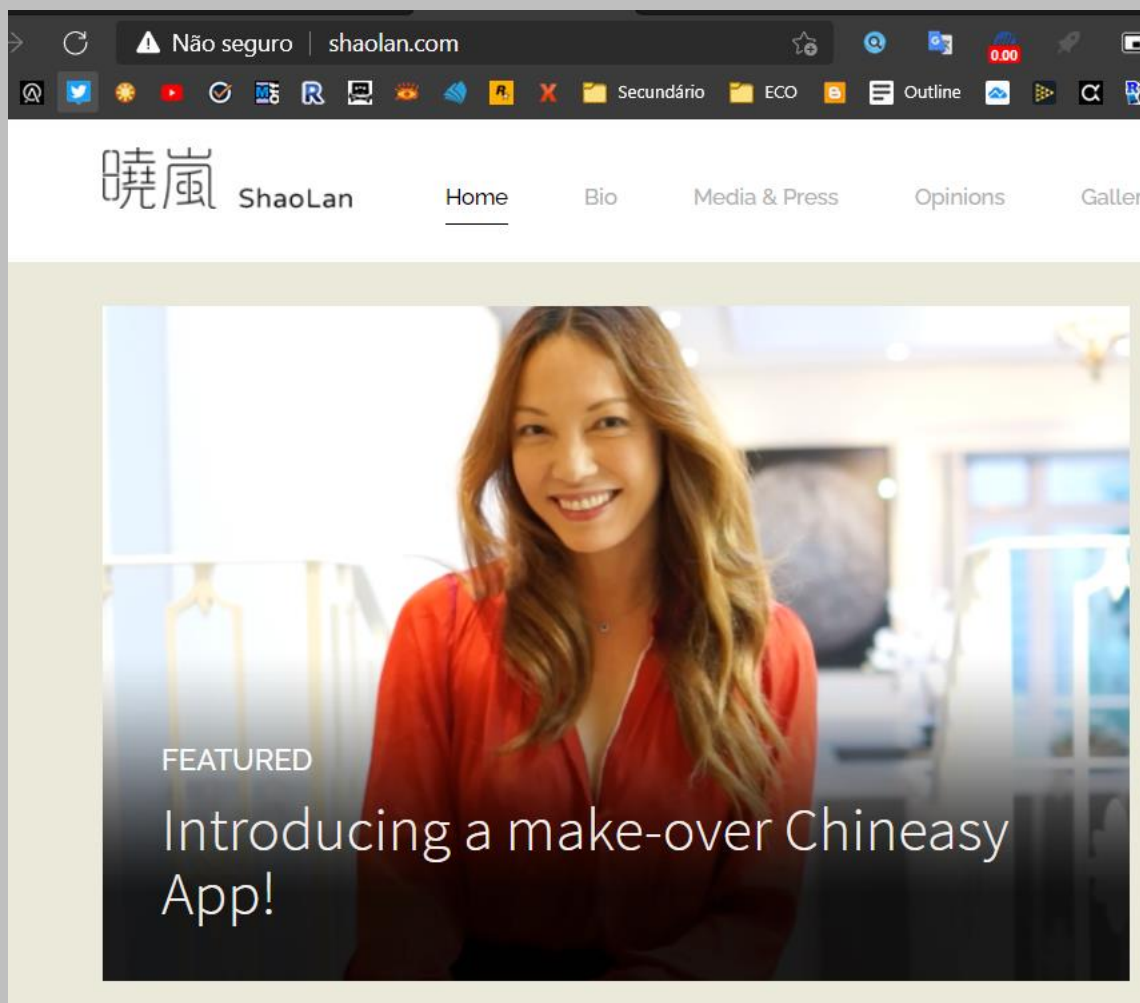 Não seguro | shaolan.com
0.00
Secundário ECO Outline
曉嵐 ShaoLan Home Bio Media & Press Opinions Galler
FEATURED
Introducing a make-over Chineasy
App!